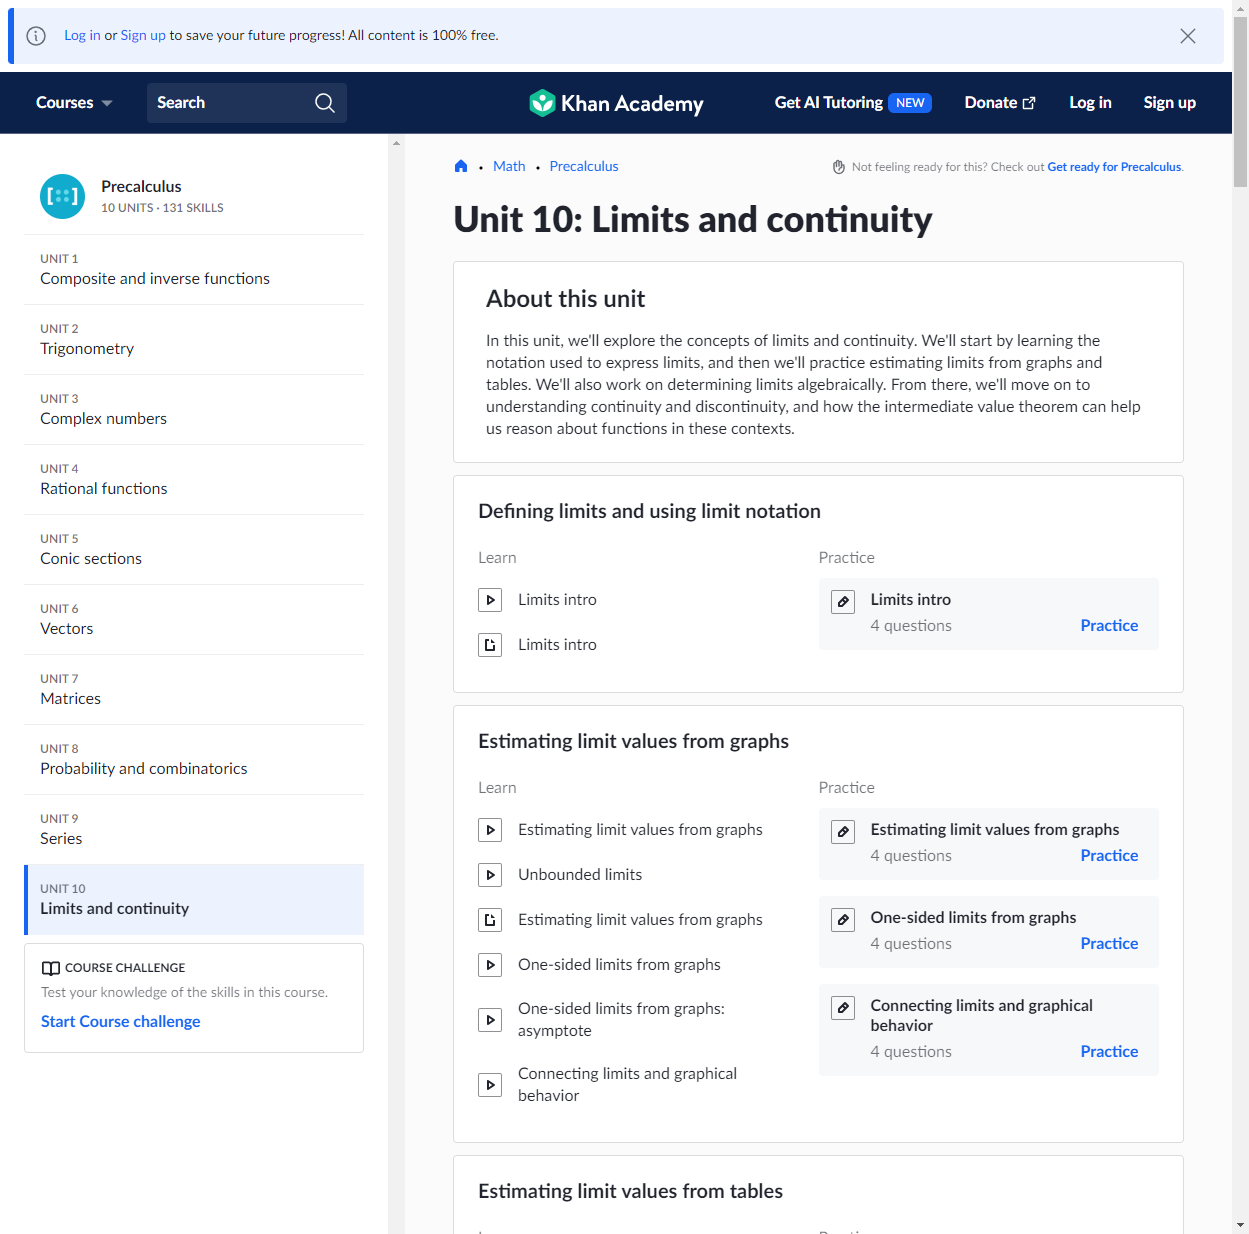 Log in or Sign up to save your future progress! All content is 100% free.
Courses
Search
Khan Academy
Get AI Tutoring NEW
Donate
Log in
Sign up
Precalculus
10 UNITS · 131 SKILLS
UNIT 1
Composite and inverse functions
UNIT 2
Trigonometry
UNIT 3
Complex numbers
UNIT 4
Rational functions
UNIT 5
Conic sections
UNIT 6
Vectors
UNIT 7
Matrices
UNIT 8
Probability and combinatorics
UNIT 9
Series
UNIT 10
Limits and continuity
COURSE CHALLENGE
Test your knowledge of the skills in this course.
Start Course challenge
Math • Precalculus
Not feeling ready for this? Check out Get ready for Precalculus.
Unit 10: Limits and continuity
About this unit
In this unit, we'll explore the concepts of limits and continuity. We'll start by learning the
notation used to express limits, and then we'll practice estimating limits from graphs and
tables. We'll also work on determining limits algebraically. From there, we'll move on to
understanding continuity and discontinuity, and how the intermediate value theorem can help
us reason about functions in these contexts.
Defining limits and using limit notation
Learn
Limits intro
Limits intro
Practice
Limits intro
4 questions
Practice
Estimating limit values from graphs
Learn
Estimating limit values from graphs
Unbounded limits
Estimating limit values from graphs
One-sided limits from graphs
One-sided limits from graphs:
asymptote
Connecting limits and graphical
behavior
Practice
Estimating limit values from graphs
4 questions
Practice
One-sided limits from graphs
4 questions
Practice
Connecting limits and graphical
behavior
4 questions
Practice
Estimating limit values from tables